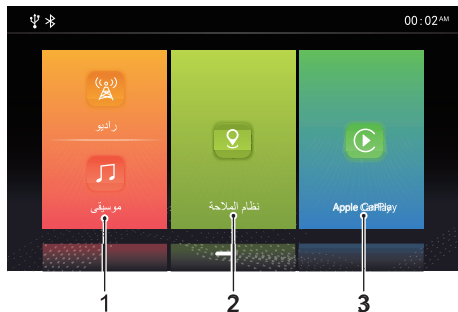 00:02AM
راديو
موسيقى
نظام الملاحة
Apple CarPlay
1
2
3